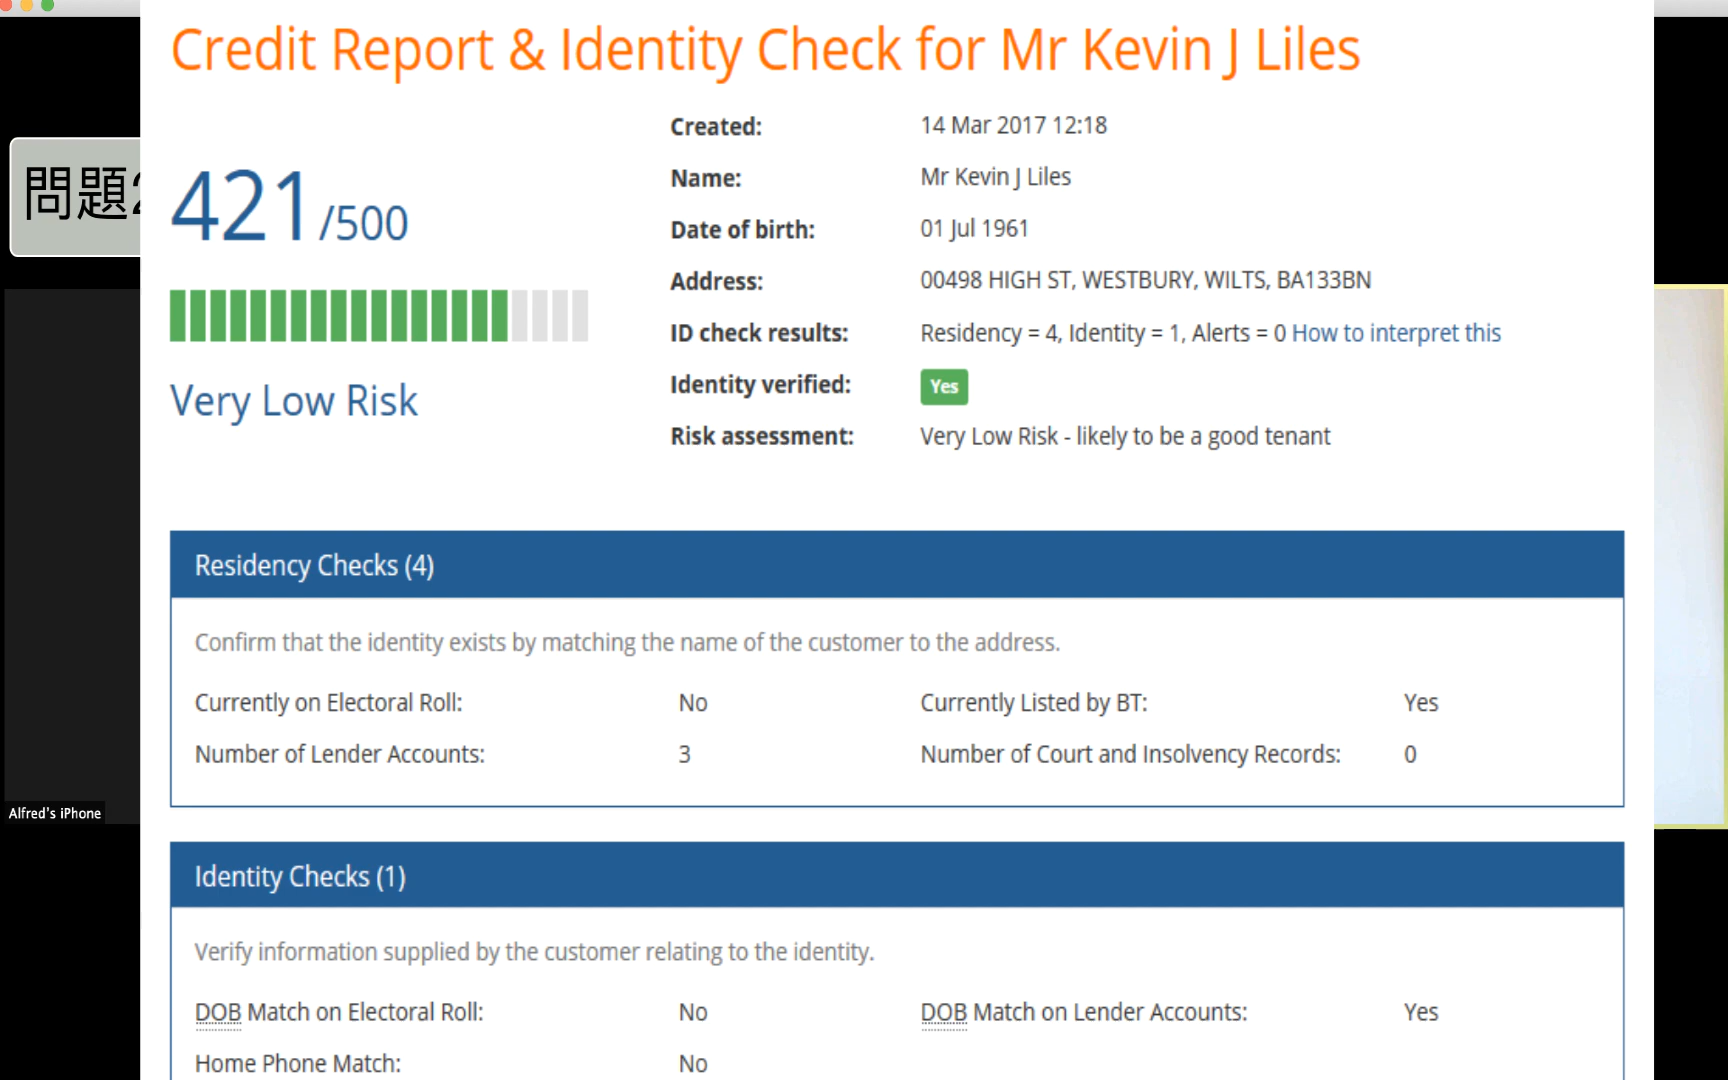 Credit Report & Identity Check for Mr Kevin J Liles
421/500
Very Low Risk
Created: 14 Mar 2017 12:18
Name: Mr Kevin J Liles
Date of birth: 01 Jul 1961
Address: 00498 HIGH ST, WESTBURY, WILTS, BA133BN
ID check results: Residency = 4, Identity = 1, Alerts = 0 How to interpret this
Identity verified: Yes
Risk assessment: Very Low Risk - likely to be a good tenant
問題2
Residency Checks (4)
Confirm that the identity exists by matching the name of the customer to the address.
Currently on Electoral Roll: No Currently Listed by BT: Yes
Number of Lender Accounts: 3 Number of Court and Insolvency Records: 0
Alfred's iPhone
Identity Checks (1)
Verify information supplied by the customer relating to the identity.
DOB Match on Electoral Roll: No DOB Match on Lender Accounts: Yes
Home Phone Match: No